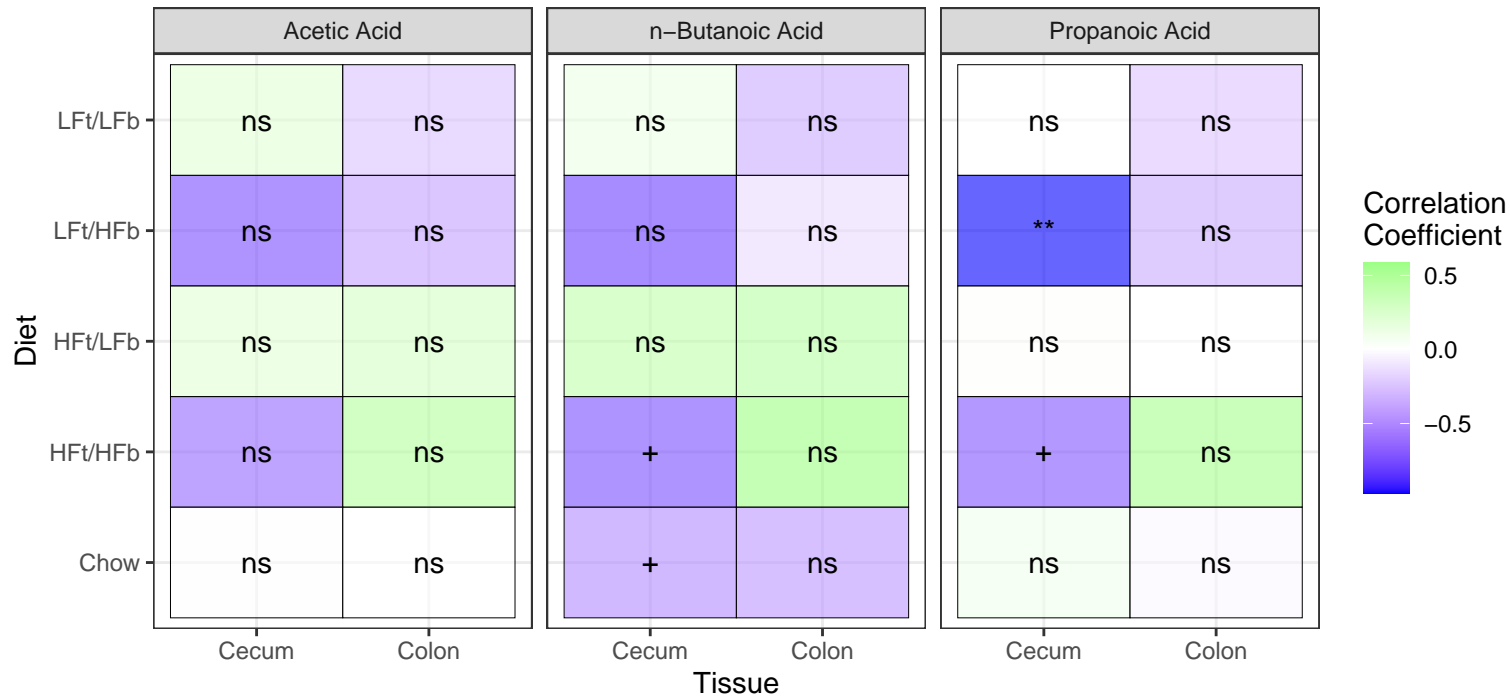 Acetic Acid n−Butanoic Acid Propanoic Acid
LFt/LFb ns ns ns ns ns ns
LFt/HFb ns ns ns ns ** ns
HFt/LFb ns ns ns ns ns ns
HFt/HFb ns ns + ns + ns
Chow ns ns + ns ns ns
Cecum Colon Cecum Colon Cecum Colon
Tissue
Diet
Correlation
Coefficient
0.5
0.0
−0.5